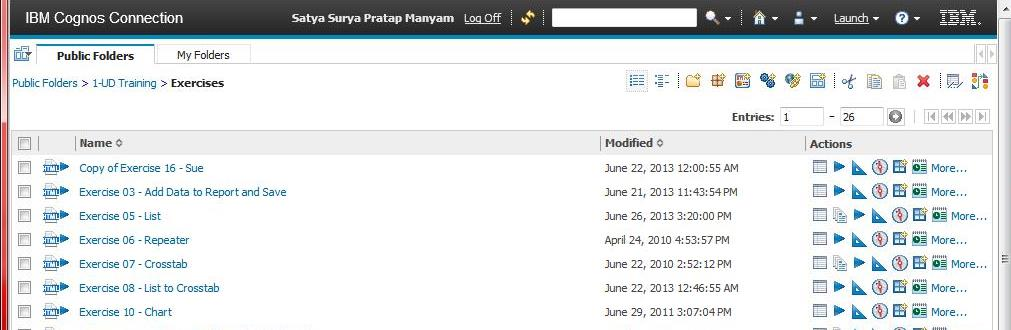 IBM Cognos Connection Satya Surya Pratap Manyam Log Off Launch IBM.
Public Folders My Folders
Public Folders > 1-UD Training > Exercises
Entries: 1 - 26
Name Modified Actions
Copy of Exercise 16 - Sue June 22, 2013 12:00:55 AM More...
Exercise 03 - Add Data to Report and Save June 21, 2013 11:43:54 PM More...
Exercise 05 - List June 26, 2013 3:20:00 PM More...
Exercise 06 - Repeater April 24, 2010 4:53:57 PM More...
Exercise 07 - Crosstab June 22, 2010 2:52:12 PM More...
Exercise 08 - List to Crosstab June 22, 2013 12:46:55 AM More...
Exercise 10 - Chart June 29, 2011 3:07:04 PM More...